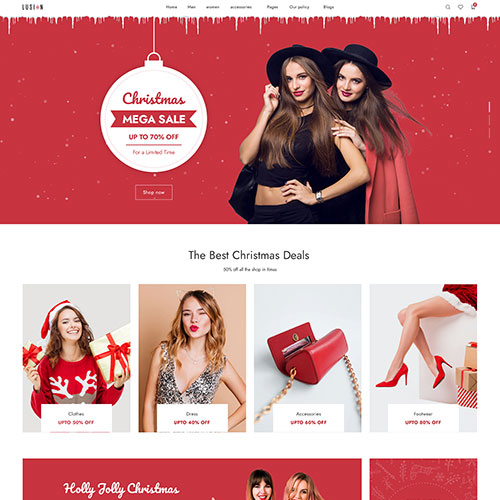 LUSION
Home Men women accessories Pages Our policy Blogs
Christmas
MEGA SALE
UP TO 70% OFF
For a Limited Time
Shop now
The Best Christmas Deals
50% off all the shop in Xmas
Clothes
UPTO 50% OFF
Dress
UPTO 40% OFF
Accessories
UPTO 60% OFF
Footwear
UPTO 80% OFF
Holly Jolly Christmas